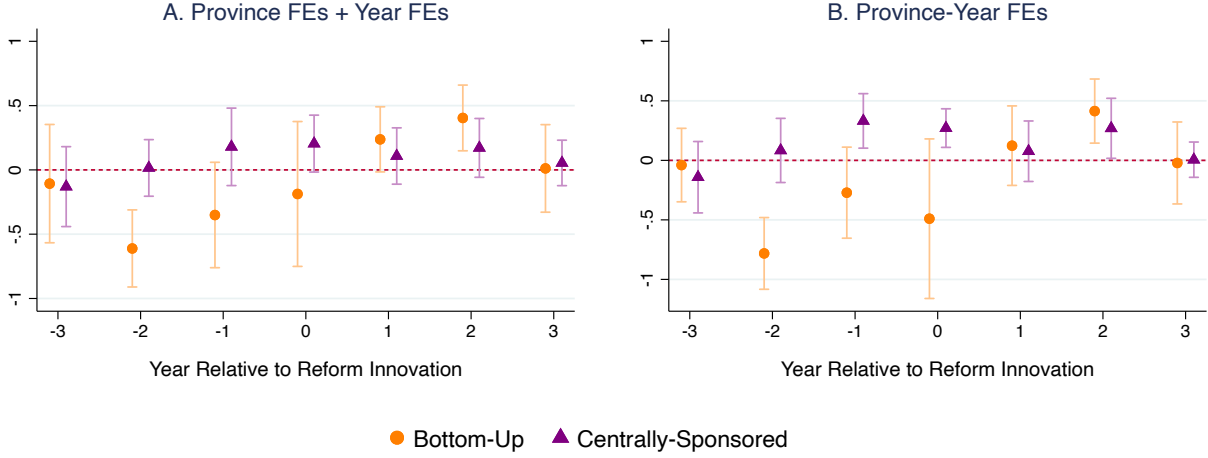 A. Province FEs + Year FEs
1
.5
0
-.5
-1
-3 -2 -1 0 1 2 3
Year Relative to Reform Innovation
B. Province-Year FEs
1
.5
0
-.5
-1
-3 -2 -1 0 1 2 3
Year Relative to Reform Innovation
Bottom-Up Centrally-Sponsored